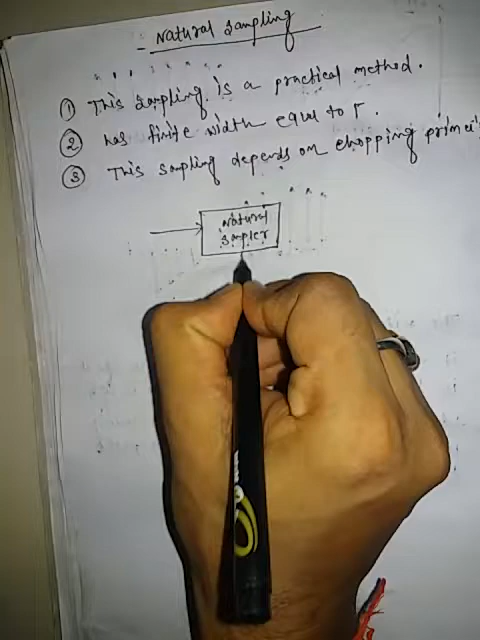 Natural Sampling
① This sampling is a practical method.
② has finite width equal to τ.
③ This sampling depends on chopping
Natural
Sampler